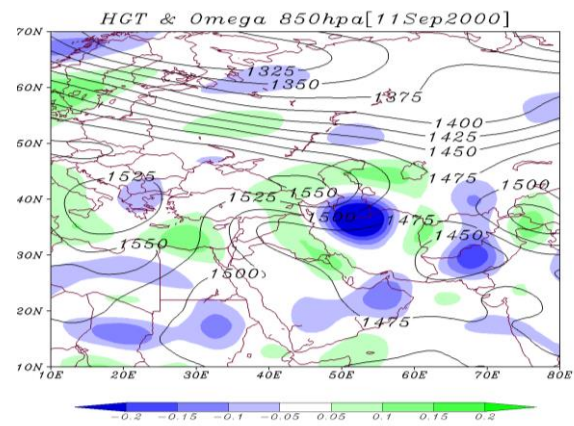 HGT & Omega 850hpa[11Sep2000]
70N
1325
1350
60N
1375
1400
1425
50N
1450
1475
1525
1550
1500
40N
1525
1500
1475
1450
1550
30N
1500
20N
1475
10N
10E 20E 30E 40E 50E 60E 70E 80E
-0.2 -0.15 -0.1 -0.05 0.05 0.1 0.15 0.2